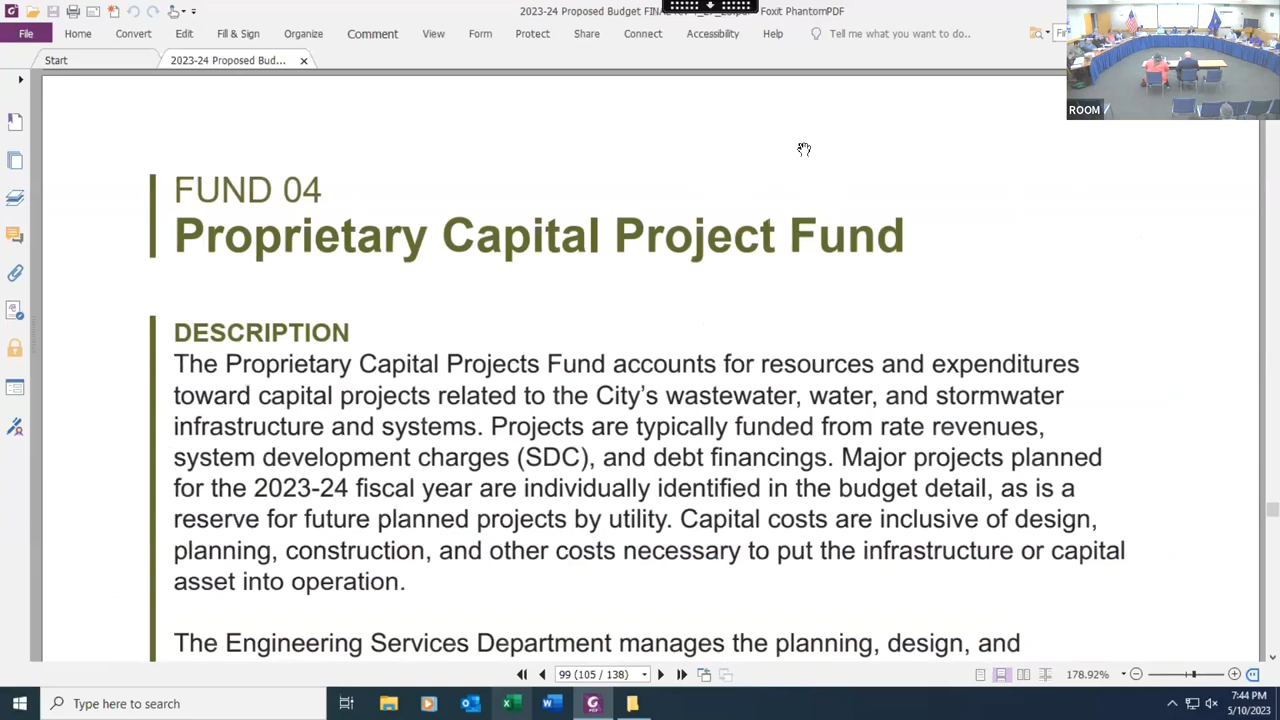 2023-24 Proposed Budget
Foxit PhantomPDF
File Home Convert Edit Fill & Sign Organize Comment View Form Protect Share Connect Accessibility Help Tell me what you want to do..
Start 2023-24 Proposed Bud...
ROOM
FUND 04
Proprietary Capital Project Fund
DESCRIPTION
The Proprietary Capital Projects Fund accounts for resources and expenditures
toward capital projects related to the City's wastewater, water, and stormwater
infrastructure and systems. Projects are typically funded from rate revenues,
system development charges (SDC), and debt financings. Major projects planned
for the 2023-24 fiscal year are individually identified in the budget detail, as is a
reserve for future planned projects by utility. Capital costs are inclusive of design,
planning, construction, and other costs necessary to put the infrastructure or capital
asset into operation.
The Engineering Services Department manages the planning, design, and
99 (105 / 138)
178.92%
Type here to search
7:44 PM
5/10/2023